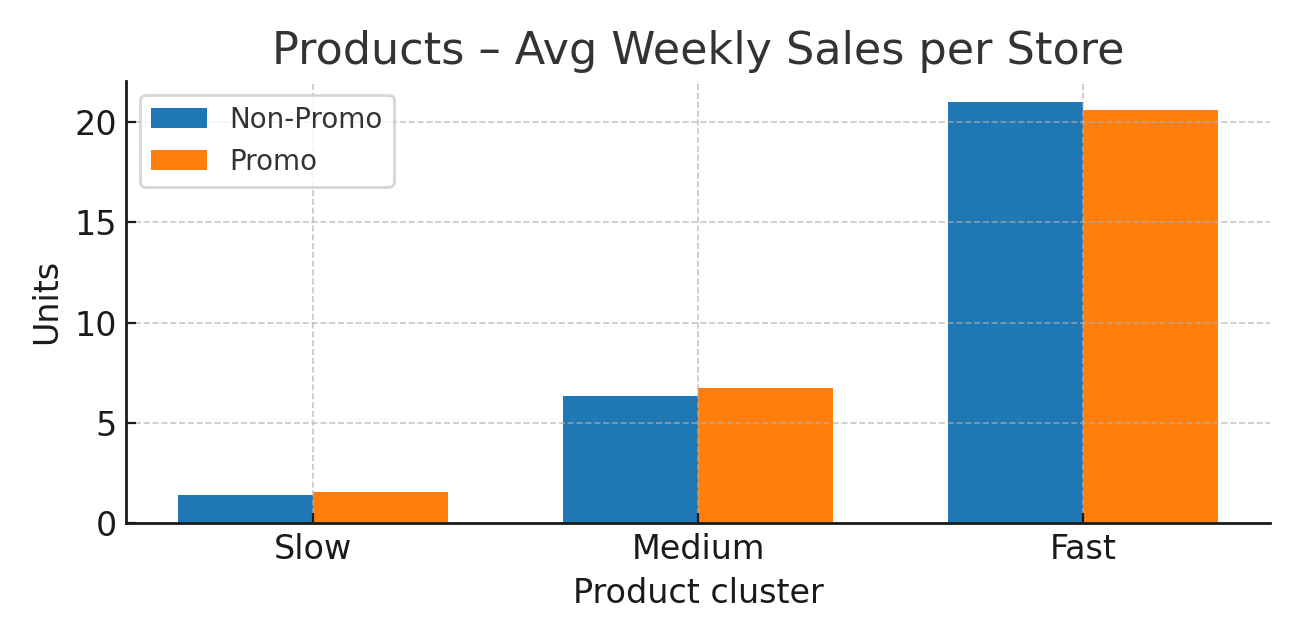 Products – Avg Weekly Sales per Store
Non-Promo
Promo
Units
20
15
10
5
0
Slow Medium Fast
Product cluster